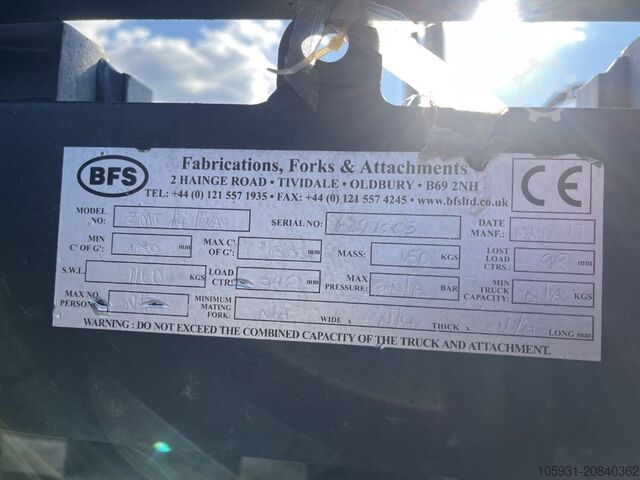 BFS
Fabrications, Forks & Attachments
2 HAINGE ROAD • TIVIDALE • OLDBURY • B69 2NH
TEL: +44 (0) 121 557 1935 • FAX: +44 (0) 121 557 4245 • www.bfsltd.co.uk
CE
MODEL NO:
SERIAL NO:
DATE MANF.:
MIN C' OF G': mm
MAX C' OF G': mm
MASS: 150 KGS
LOST LOAD CTRS.: mm
S.W.L KGS
LOAD CTR: mm
MAX PRESSURE: BAR
MIN TRUCK CAPACITY: N/A KGS
MAX NO. PERSON
MINIMUM MATING FORK: N/A WIDE x N/A THICK x N/A LONG mm
WARNING : DO NOT EXCEED THE COMBINED CAPACITY OF THE TRUCK AND ATTACHMENT.
105931-20840362